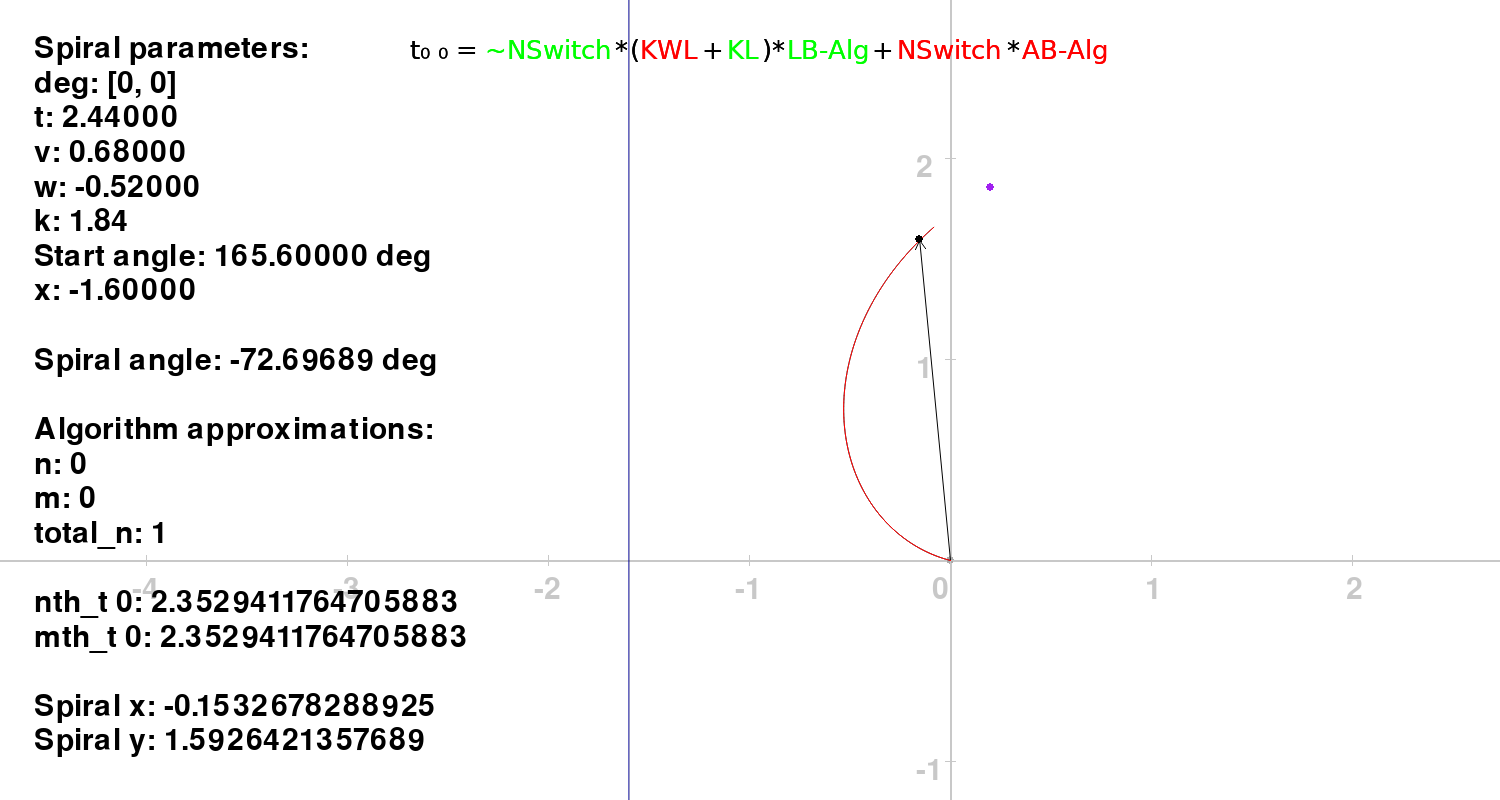 Spiral parameters:
t₀ ₀ = ~NSwitch*(KWL+KL)*LB-Alg+NSwitch*AB-Alg
deg: [0, 0]
t: 2.44000
v: 0.68000
w: -0.52000
k: 1.84
Start angle: 165.60000 deg
x: -1.60000
Spiral angle: -72.69689 deg
Algorithm approximations:
n: 0
m: 0
total_n: 1
nth_t 0: 2.3529411764705883
mth_t 0: 2.3529411764705883
Spiral x: -0.1532678288925
Spiral y: 1.5926421357689
2
1
-4 -3 -2 -1 0 1 2
-1